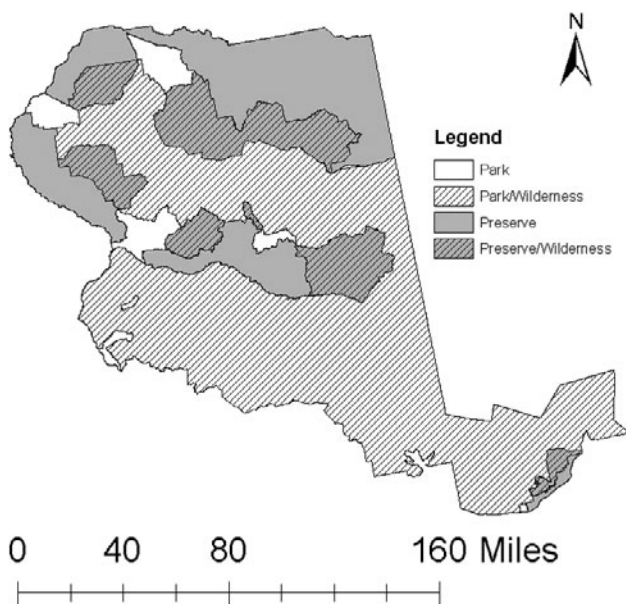 N
Legend
Park
Park/Wilderness
Preserve
Preserve/Wilderness
0 40 80 160 Miles